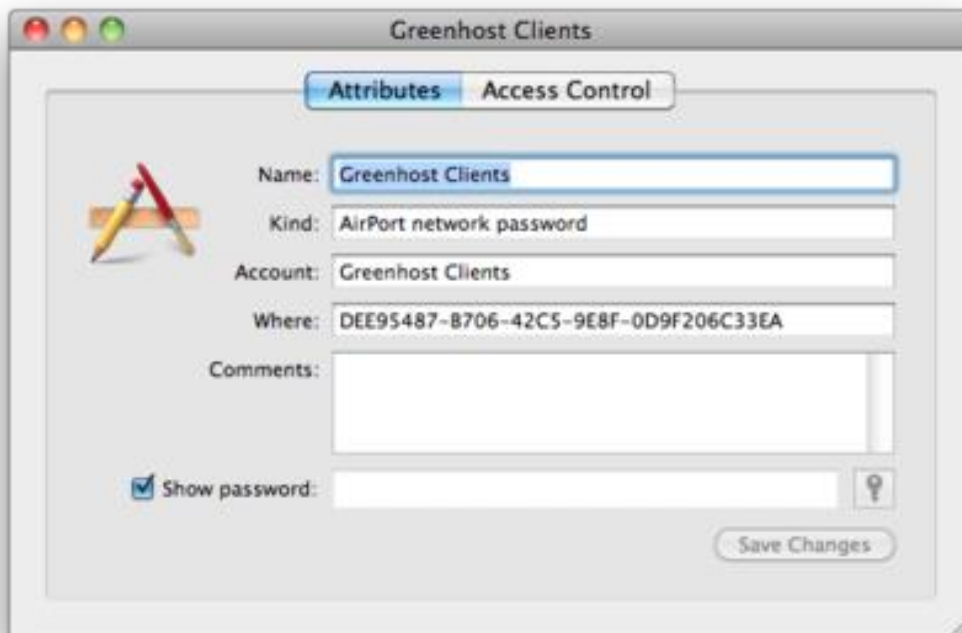 Greenhost Clients
Attributes Access Control
Name: Greenhost Clients
Kind: AirPort network password
Account: Greenhost Clients
Where: DEE95487-B706-42C5-9E8F-0D9F206C33EA
Comments:
Show password:
Save Changes